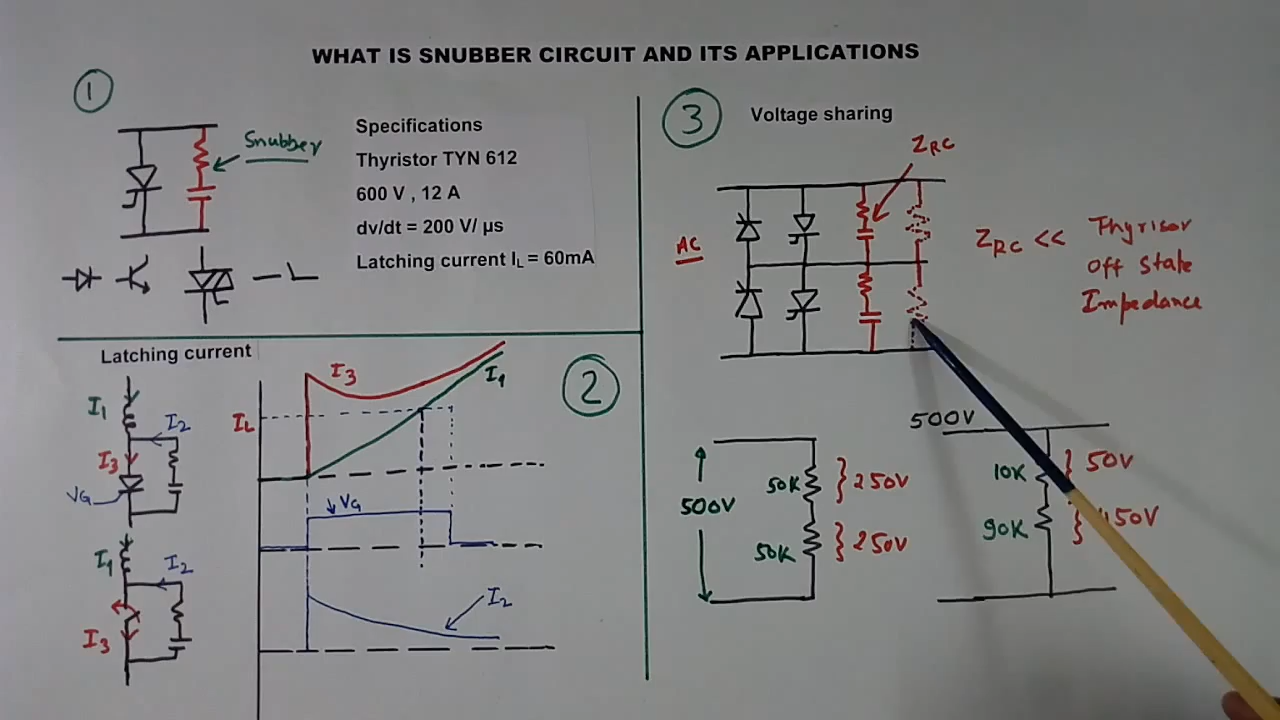 WHAT IS SNUBBER CIRCUIT AND ITS APPLICATIONS
1
Snubber
Specifications
Thyristor TYN 612
600 V , 12 A
dv/dt = 200 V/ µs
Latching current IL = 60mA
Latching current
2
I1
I2
I3
VG
I1
I2
I3
I3
I1
IL
VG
I2
3
Voltage sharing
ZRC
AC
ZRC << Thyrisor
Off State
Impedance
500V
50K
250V
50K
250V
500V
10K
50V
90K